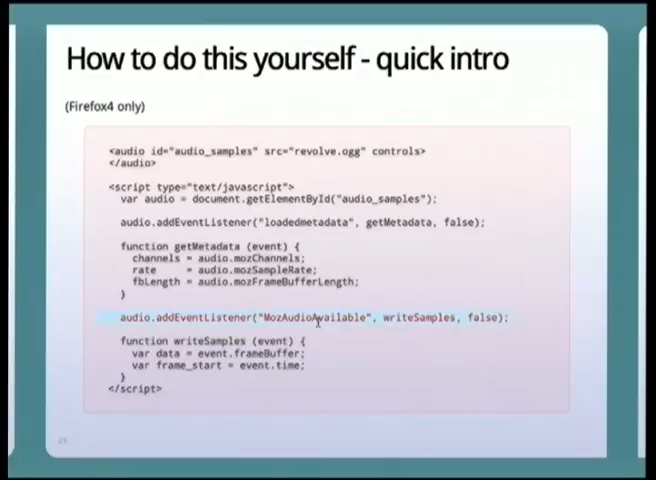 How to do this yourself - quick intro
(Firefox4 only)
<audio id="audio_samples" src="revolve.ogg" controls>
</audio>
<script type="text/javascript">
var audio = document.getElementById("audio_samples");
audio.addEventListener("loadedmetadata", getMetadata, false);
function getMetadata (event) {
channels = audio.mozChannels;
rate = audio.mozSampleRate;
fbLength = audio.mozFrameBufferLength;
}
audio.addEventListener("MozAudioAvailable", writeSamples, false);
function writeSamples (event) {
var data = event.frameBuffer;
var frame_start = event.time;
}
</script>